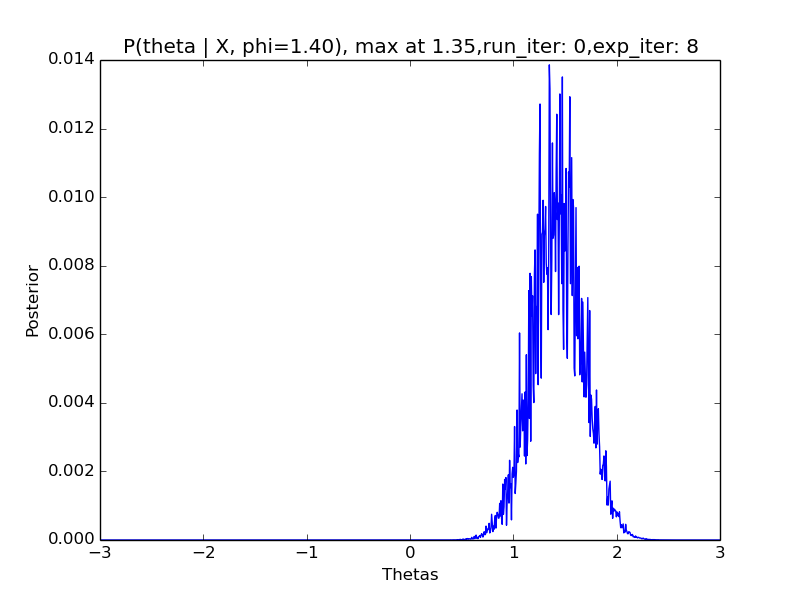 P(theta | X, phi=1.40), max at 1.35,run_iter: 0,exp_iter: 8
0.014
0.012
0.010
0.008
0.006
0.004
0.002
0.000
Posterior
−3 −2 −1 0 1 2 3
Thetas